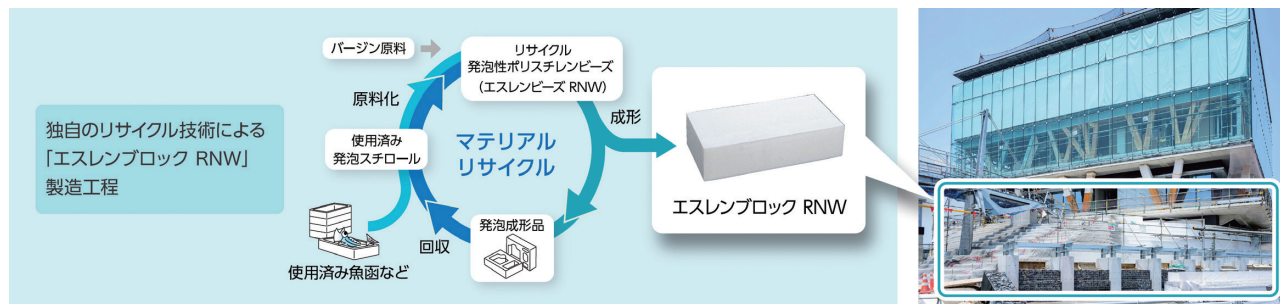 独自のリサイクル技術による
「エスレンブロック RNW」
製造工程
バージン原料
リサイクル
発泡性ポリスチレンビーズ
(エスレンビーズ RNW)
原料化
成形
使用済み
発泡スチロール
マテリアル
リサイクル
エスレンブロック RNW
発泡成形品
回収
使用済み魚函など